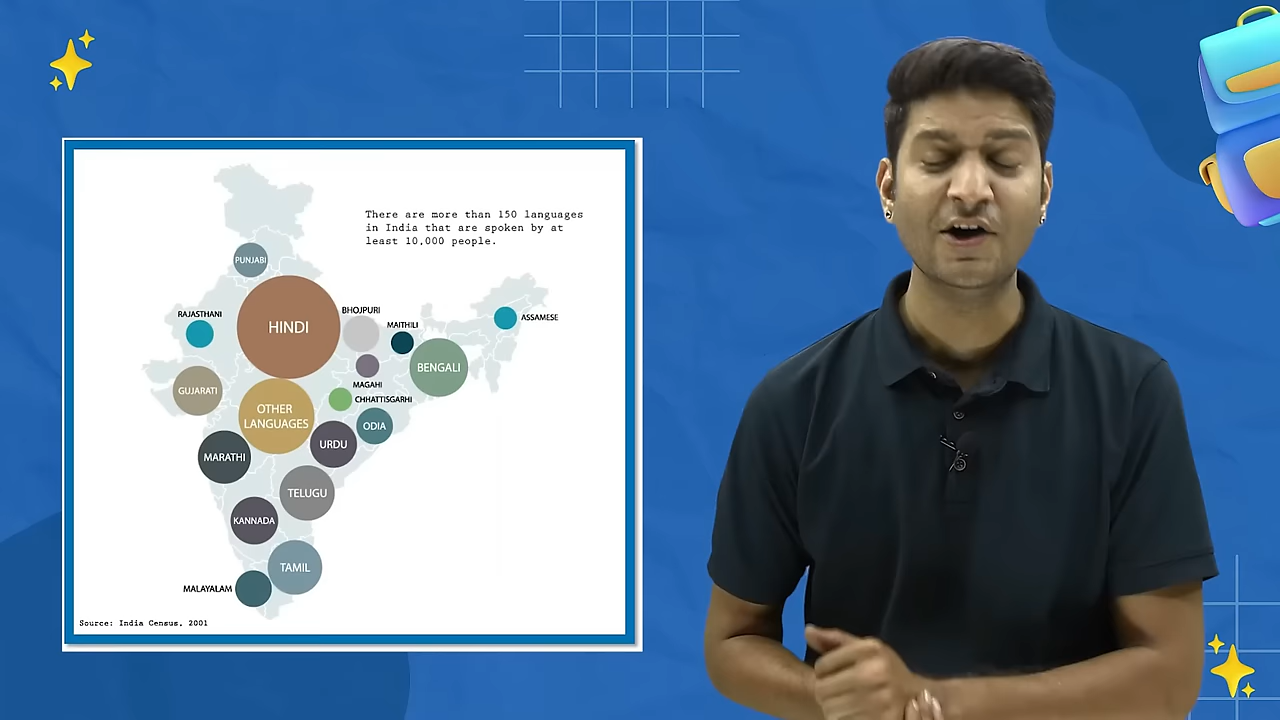 There are more than 150 languages
in India that are spoken by at
least 10,000 people.
PUNJABI
RAJASTHANI
HINDI
BHOJPURI
MAITHILI
ASSAMESE
BENGALI
MAGAHI
CHHATTISGARHI
GUJARATI
OTHER
LANGUAGES
ODIA
URDU
MARATHI
TELUGU
KANNADA
TAMIL
MALAYALAM
Source: India Census, 2001